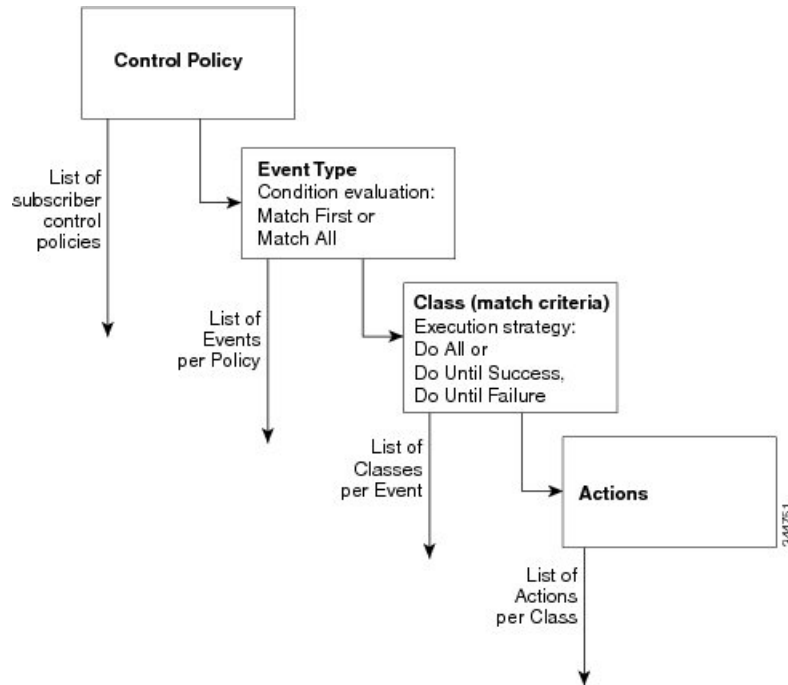 Control Policy
List of
subscriber
control
policies
Event Type
Condition evaluation:
Match First or
Match All
List of
Events
per Policy
Class (match criteria)
Execution strategy:
Do All or
Do Until Success,
Do Until Failure
List of
Classes
per Event
Actions
List of
Actions
per Class